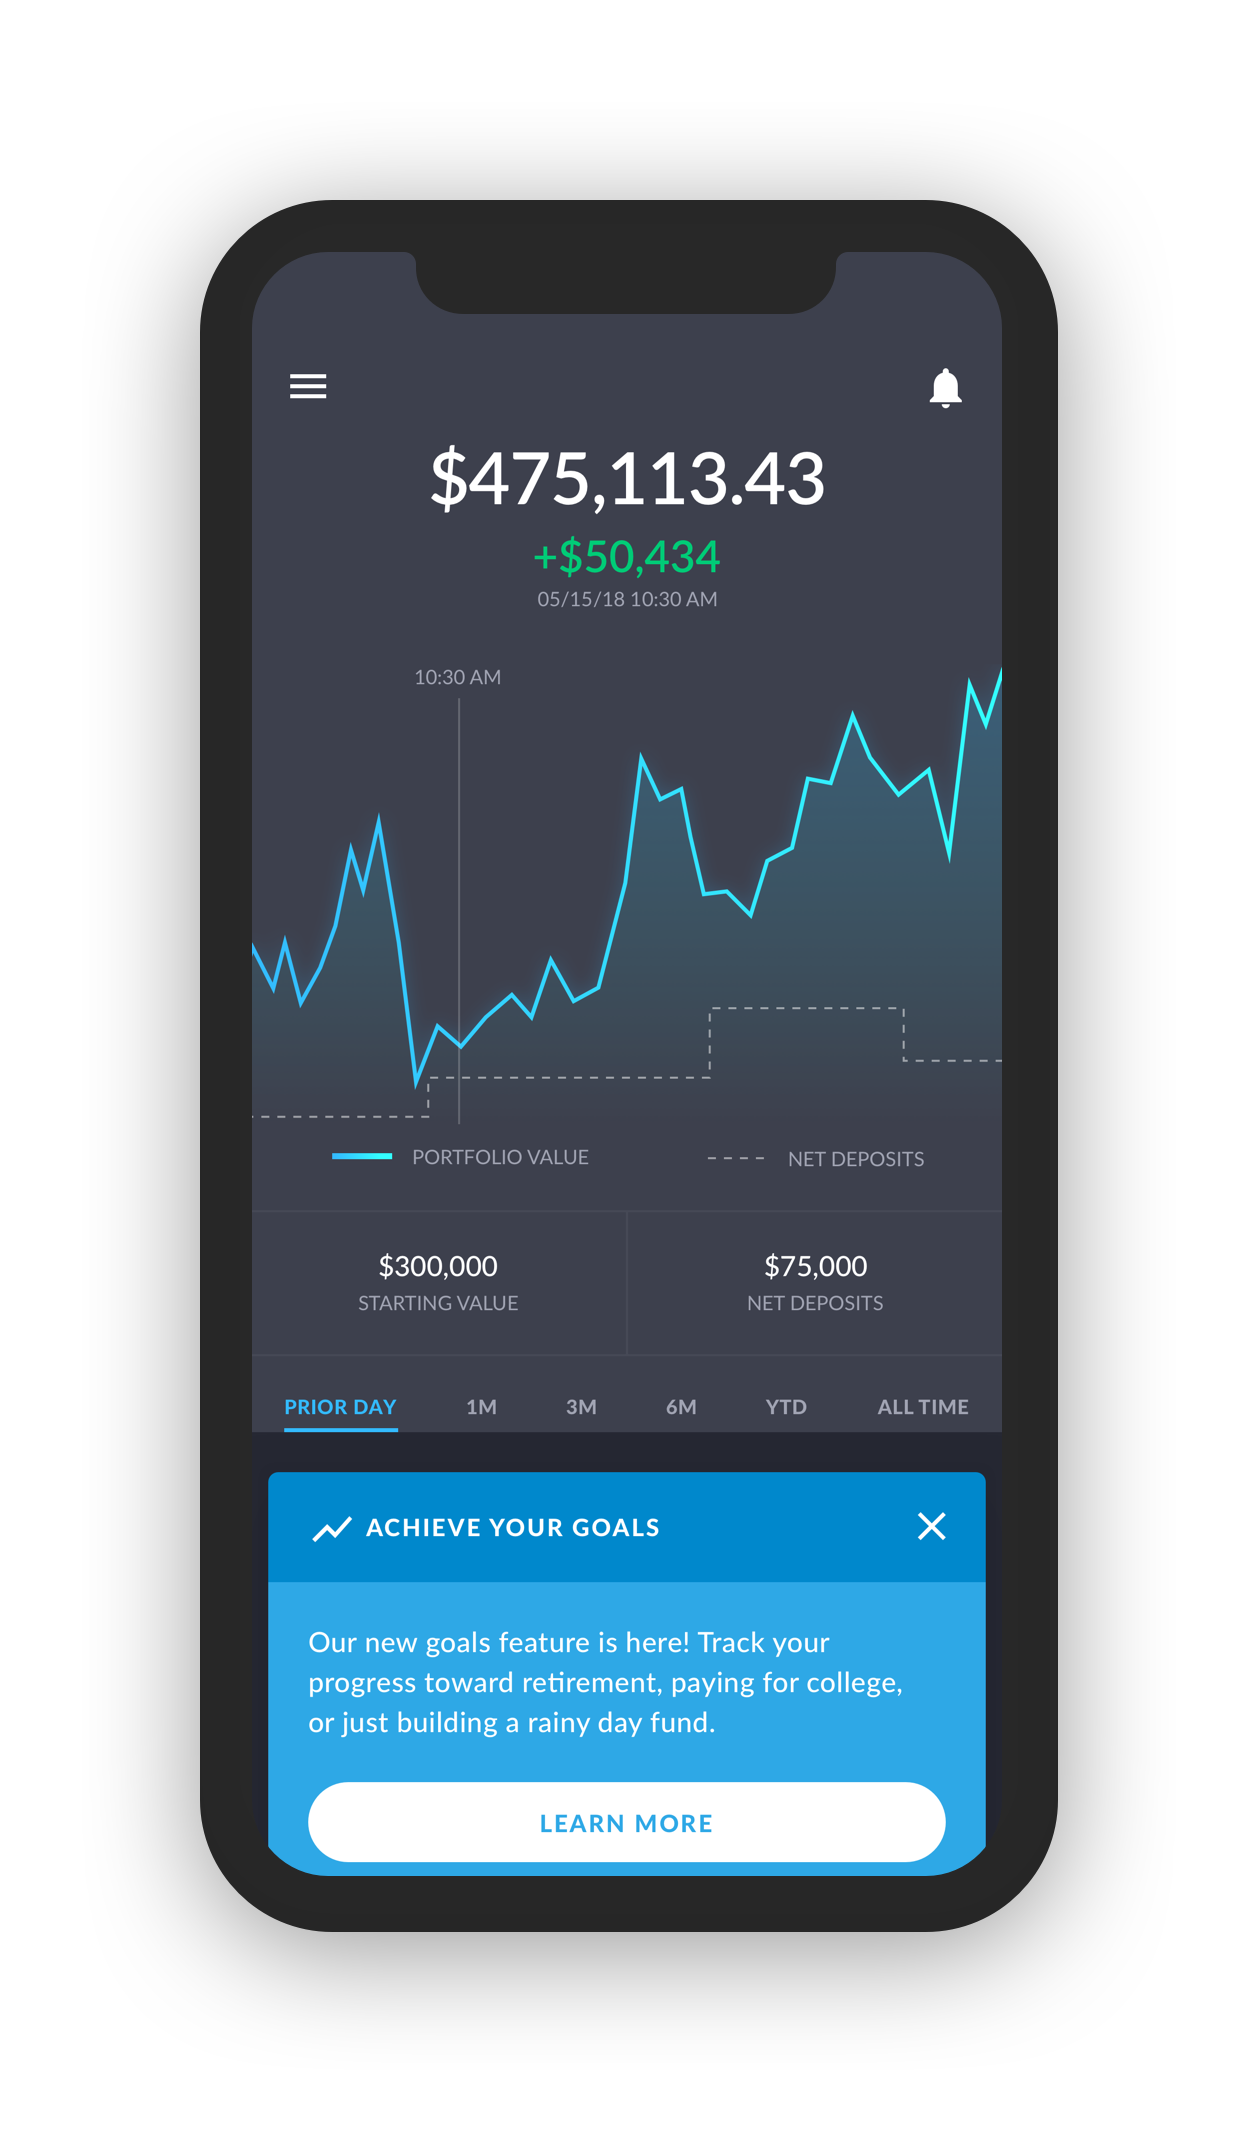 $475,113.43
+$50,434
05/15/18 10:30 AM
10:30 AM
PORTFOLIO VALUE
NET DEPOSITS
$300,000
STARTING VALUE
$75,000
NET DEPOSITS
PRIOR DAY
1M
3M
6M
YTD
ALL TIME
ACHIEVE YOUR GOALS
Our new goals feature is here! Track your
progress toward retirement, paying for college,
or just building a rainy day fund.
LEARN MORE